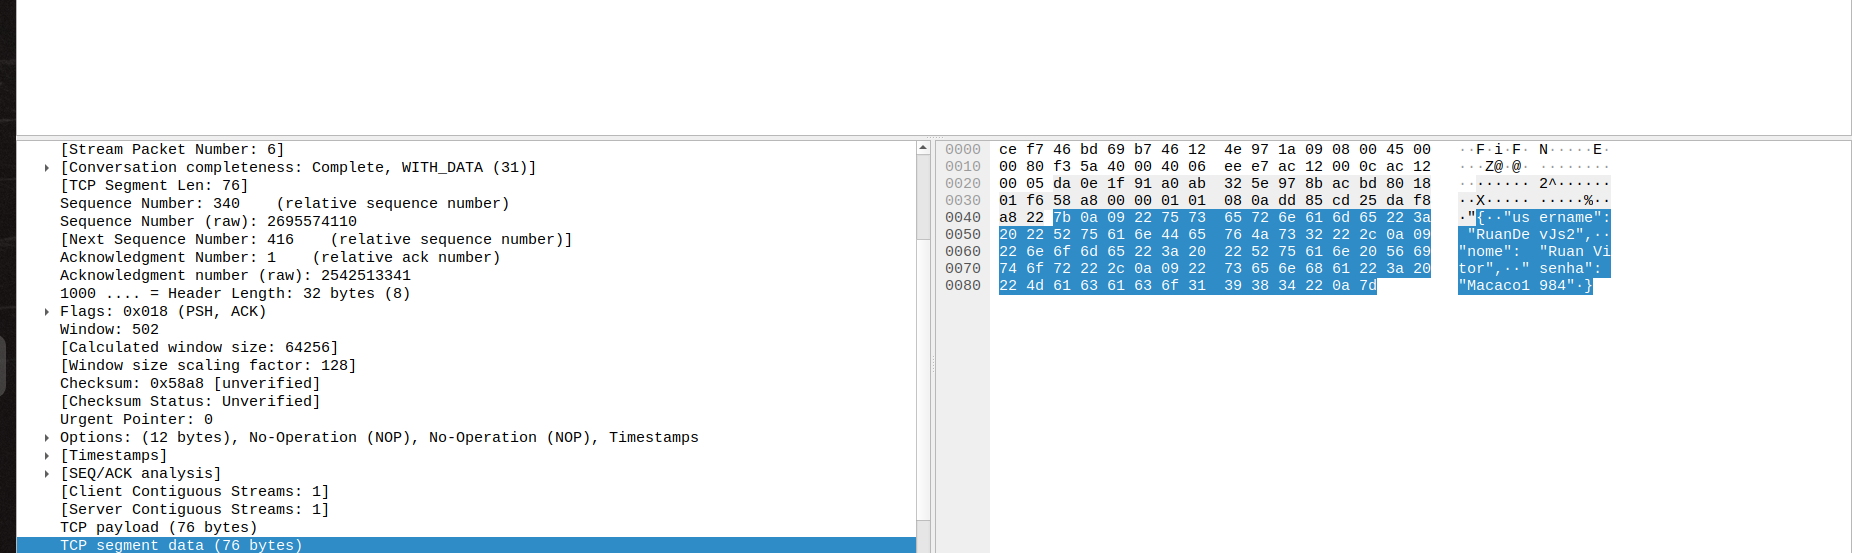 [Stream Packet Number: 6]
[Conversation completeness: Complete, WITH_DATA (31)]
[TCP Segment Len: 76]
Sequence Number: 340    (relative sequence number)
Sequence Number (raw): 2695574110
[Next Sequence Number: 416    (relative sequence number)]
Acknowledgment Number: 1    (relative ack number)
Acknowledgment number (raw): 2542513341
1000 .... = Header Length: 32 bytes (8)
Flags: 0x018 (PSH, ACK)
Window: 502
[Calculated window size: 64256]
[Window size scaling factor: 128]
Checksum: 0x58a8 [unverified]
[Checksum Status: Unverified]
Urgent Pointer: 0
Options: (12 bytes), No-Operation (NOP), No-Operation (NOP), Timestamps
[Timestamps]
[SEQ/ACK analysis]
[Client Contiguous Streams: 1]
[Server Contiguous Streams: 1]
TCP payload (76 bytes)
TCP segment data (76 bytes)
0000 ce f7 46 bd 69 b7 46 12  4e 97 1a 09 08 00 45 00 ··F·i·F· N·····E·
0010 00 80 f3 5a 40 00 40 06  ee e7 ac 12 00 0c ac 12 ···Z@·@· ········
0020 00 05 da 0e 1f 91 a0 ab  32 5e 97 8b ac bd 80 18 ········ 2^······
0030 01 f6 58 a8 00 00 01 01  08 0a dd 85 cd 25 da f8 ··X····· ·····%··
0040 a8 22 7b 0a 09 22 75 73  65 72 6e 61 6d 65 22 3a ·"{··"us ername":
0050 20 22 52 75 61 6e 44 65  76 4a 73 32 22 2c 0a 09  "RuanDe vJs2",··
0060 22 6e 6f 6d 65 22 3a 20  22 52 75 61 6e 20 56 69 "nome":  "Ruan Vi
0070 74 6f 72 22 2c 0a 09 22  73 65 6e 68 61 22 3a 20 tor",··" senha": 
0080 22 4d 61 63 61 63 6f 31  39 38 34 22 0a 7d "Macaco1 984"·}